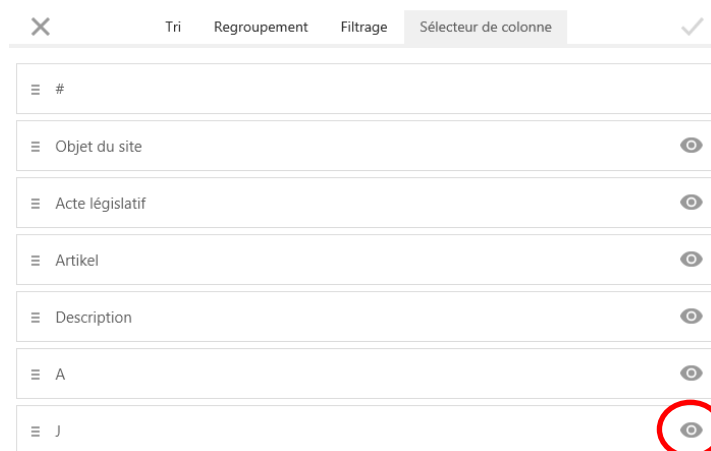 Tri Regroupement Filtrage Sélecteur de colonne
#
Objet du site
Acte législatif
Artikel
Description
A
J